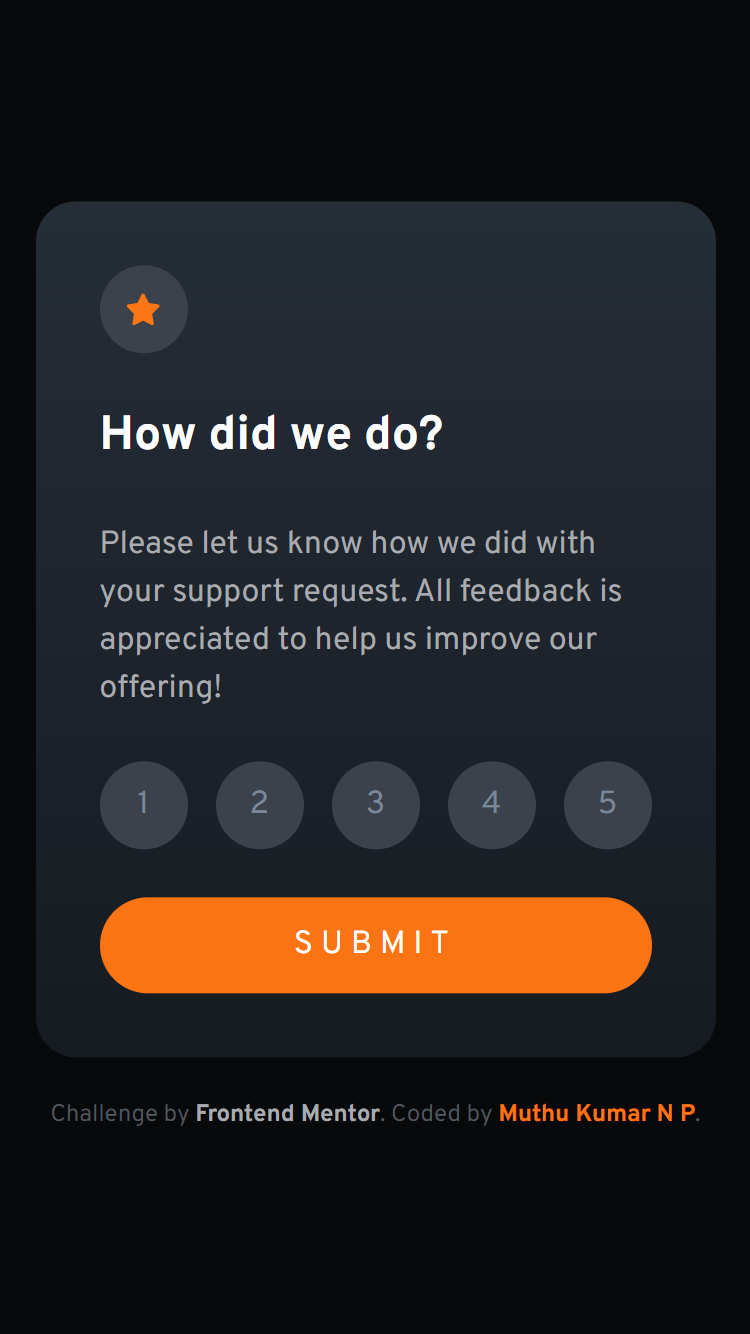 How did we do?
Please let us know how we did with
your support request. All feedback is
appreciated to help us improve our
offering!
1 2 3 4 5
SUBMIT
Challenge by Frontend Mentor. Coded by Muthu Kumar N P.